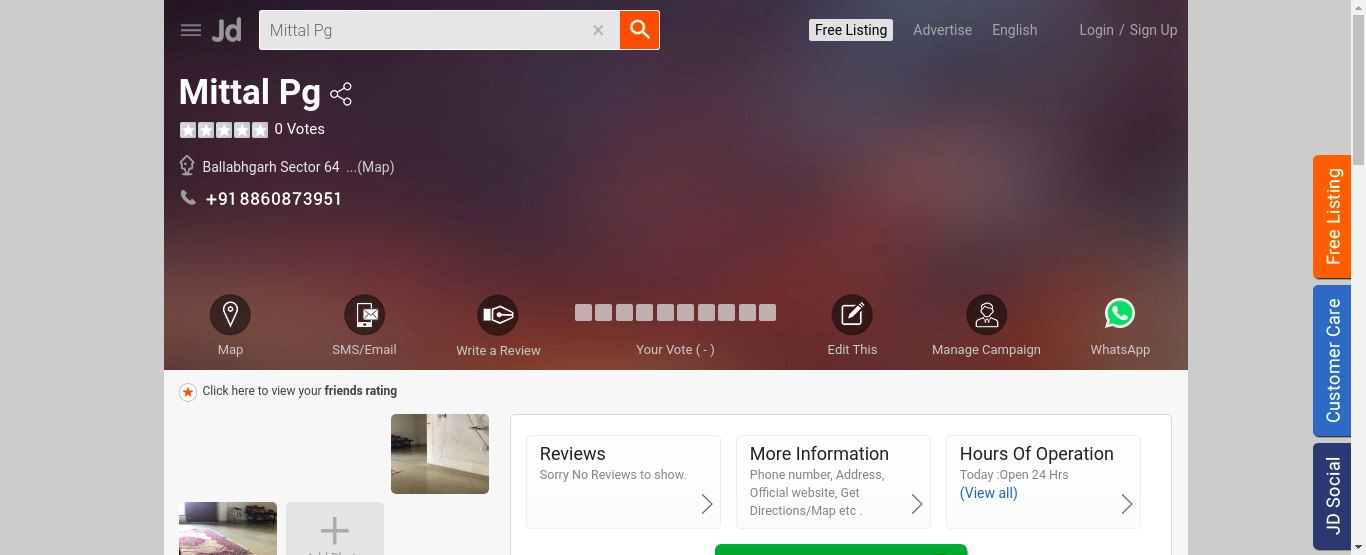 Jd
Mittal Pg
Free Listing
Advertise
English
Login / Sign Up
Mittal Pg
0 Votes
Ballabhgarh Sector 64 ...(Map)
+918860873951
Map
SMS/Email
Write a Review
Your Vote ( - )
Edit This
Manage Campaign
WhatsApp
Click here to view your friends rating
Reviews
Sorry No Reviews to show.
More Information
Phone number, Address,
Official website, Get
Directions/Map etc .
Hours Of Operation
Today :Open 24 Hrs
(View all)
Free Listing
Customer Care
JD Social